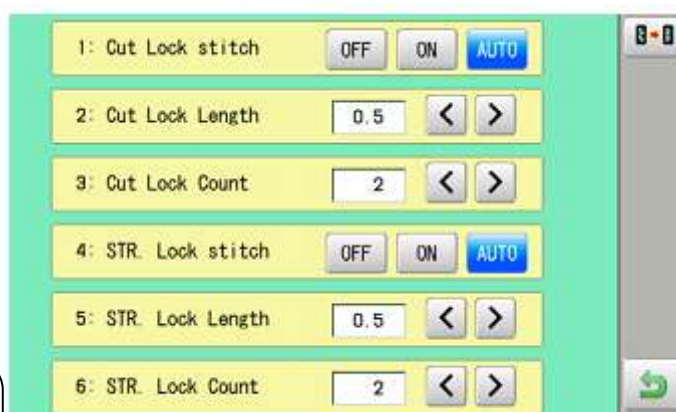 1: Cut Lock stitch OFF ON AUTO
2: Cut Lock Length 0.5 < >
3: Cut Lock Count 2 < >
4: STR. Lock stitch OFF ON AUTO
5: STR. Lock Length 0.5 < >
6: STR. Lock Count 2 < >